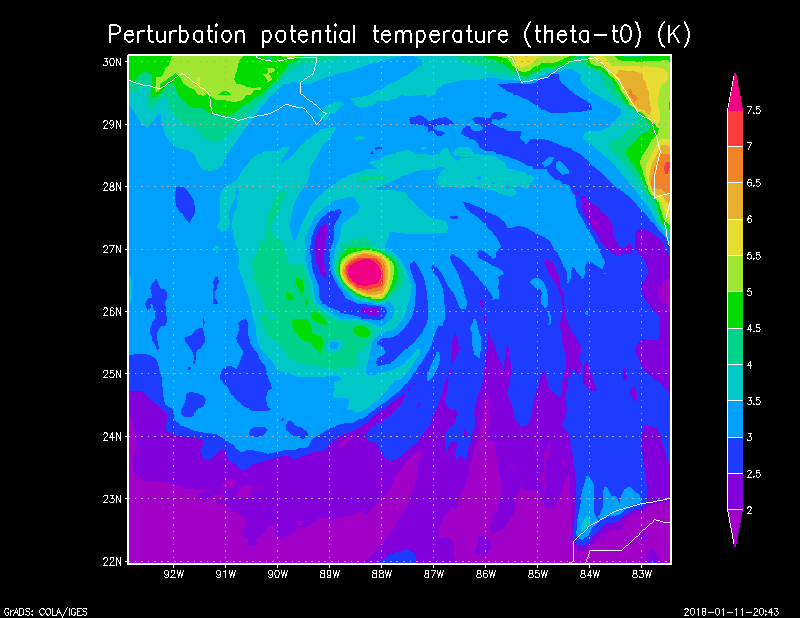 Perturbation potential temperature (theta−t0) (K)
30N
29N
28N
27N
26N
25N
24N
23N
22N
92W 91W 90W 89W 88W 87W 86W 85W 84W 83W
7.5
7
6.5
6
5.5
5
4.5
4
3.5
3
2.5
2
GrADS: COLA/IGES 2018−01−11−20:43